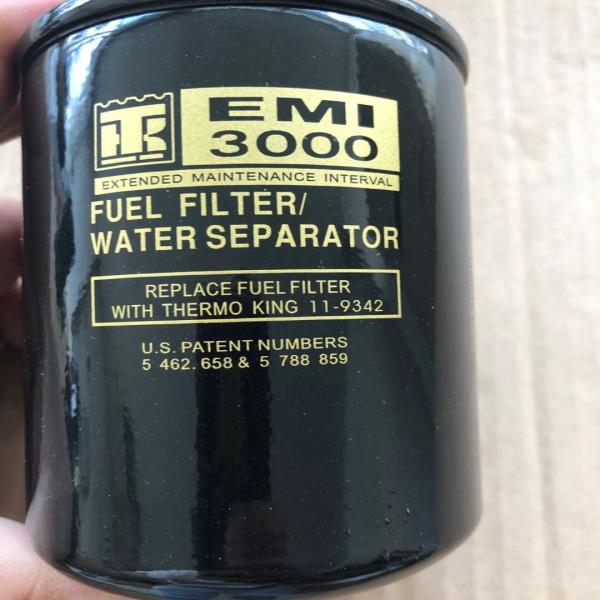 TK EMI
3000
EXTENDED MAINTENANCE INTERVAL
FUEL FILTER/
WATER SEPARATOR
REPLACE FUEL FILTER
WITH THERMO KING 11-9342
U.S. PATENT NUMBERS
5 462.658 & 5 788 859